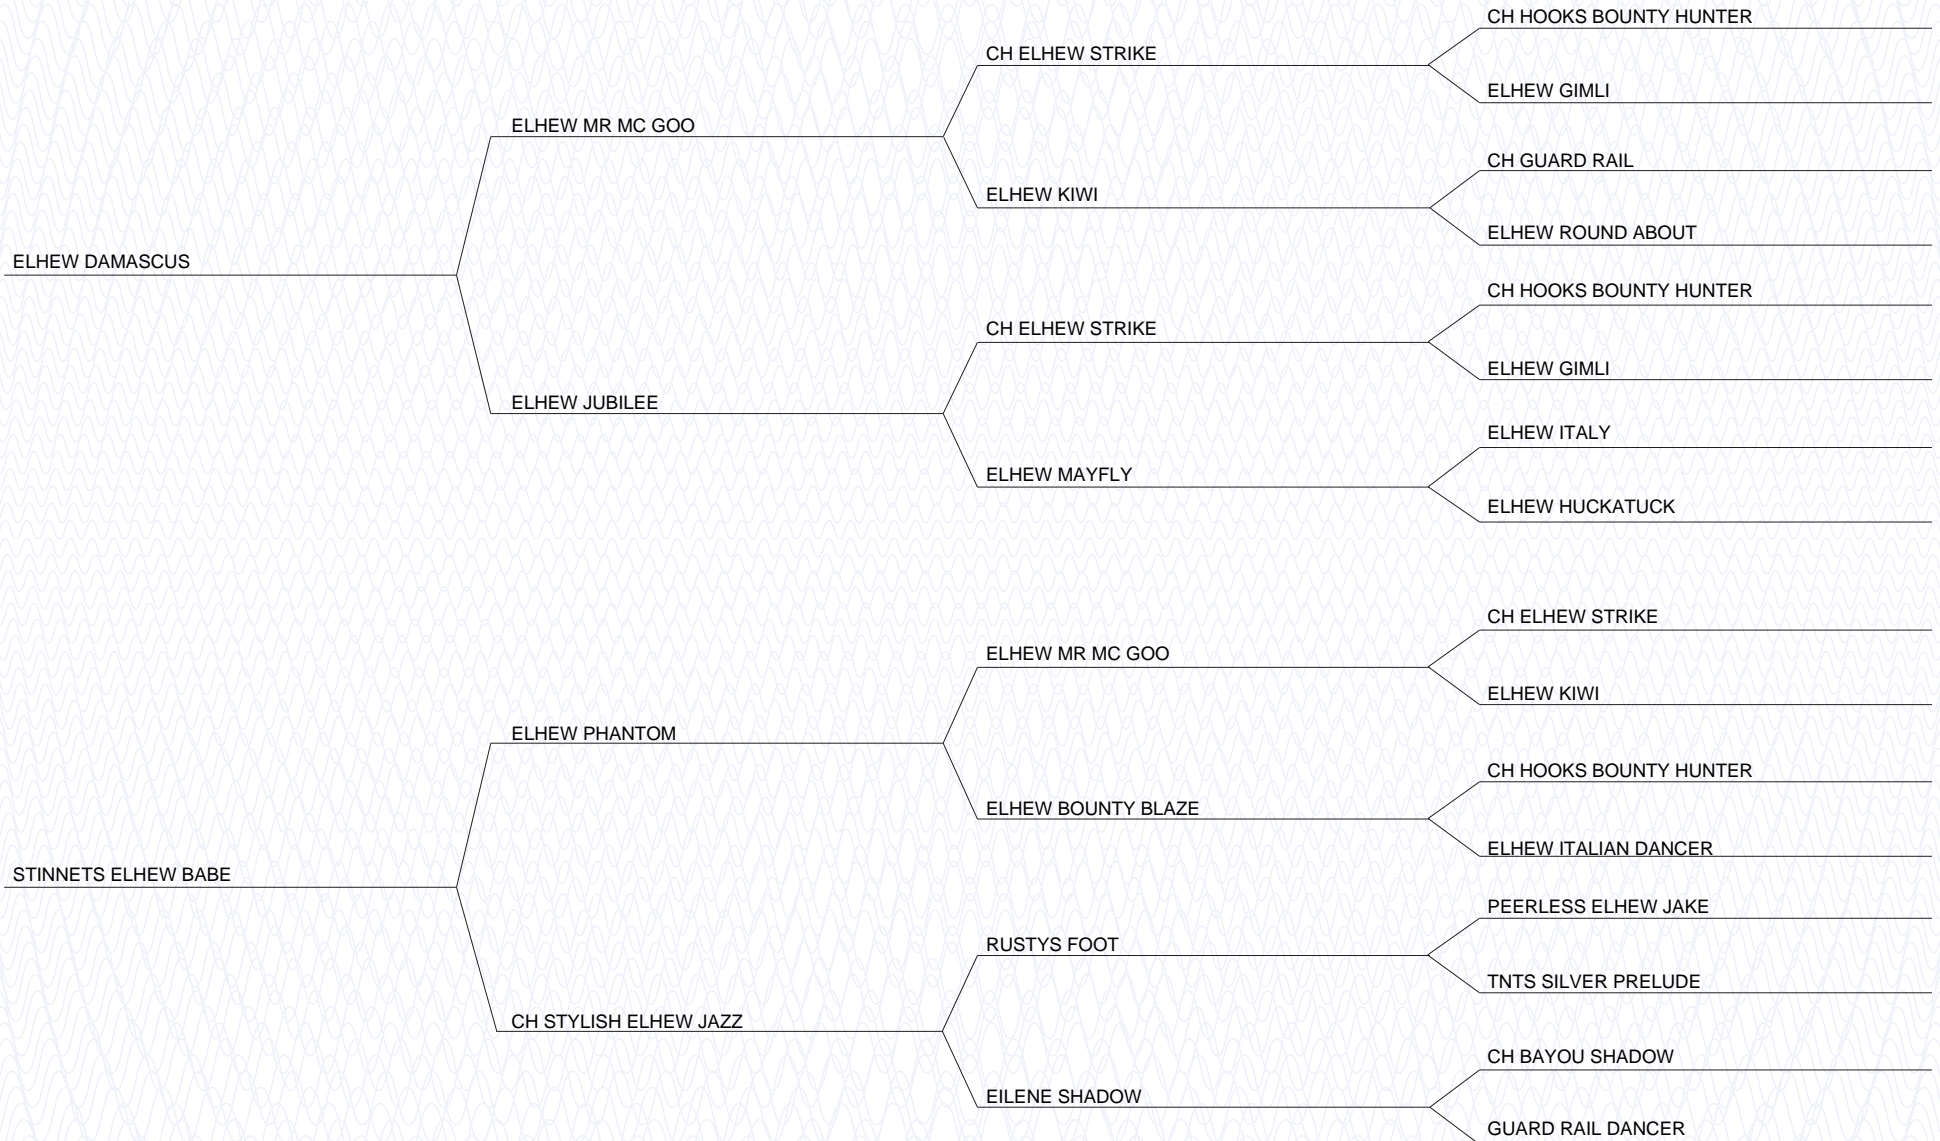 CH HOOKS BOUNTY HUNTER
CH ELHEW STRIKE
ELHEW GIMLI
ELHEW MR MC GOO
CH GUARD RAIL
ELHEW KIWI
ELHEW ROUND ABOUT
ELHEW DAMASCUS
CH HOOKS BOUNTY HUNTER
CH ELHEW STRIKE
ELHEW GIMLI
ELHEW JUBILEE
ELHEW ITALY
ELHEW MAYFLY
ELHEW HUCKATUCK
CH ELHEW STRIKE
ELHEW MR MC GOO
ELHEW KIWI
ELHEW PHANTOM
CH HOOKS BOUNTY HUNTER
ELHEW BOUNTY BLAZE
ELHEW ITALIAN DANCER
STINNETS ELHEW BABE
PEERLESS ELHEW JAKE
RUSTYS FOOT
TNTS SILVER PRELUDE
CH STYLISH ELHEW JAZZ
CH BAYOU SHADOW
EILENE SHADOW
GUARD RAIL DANCER